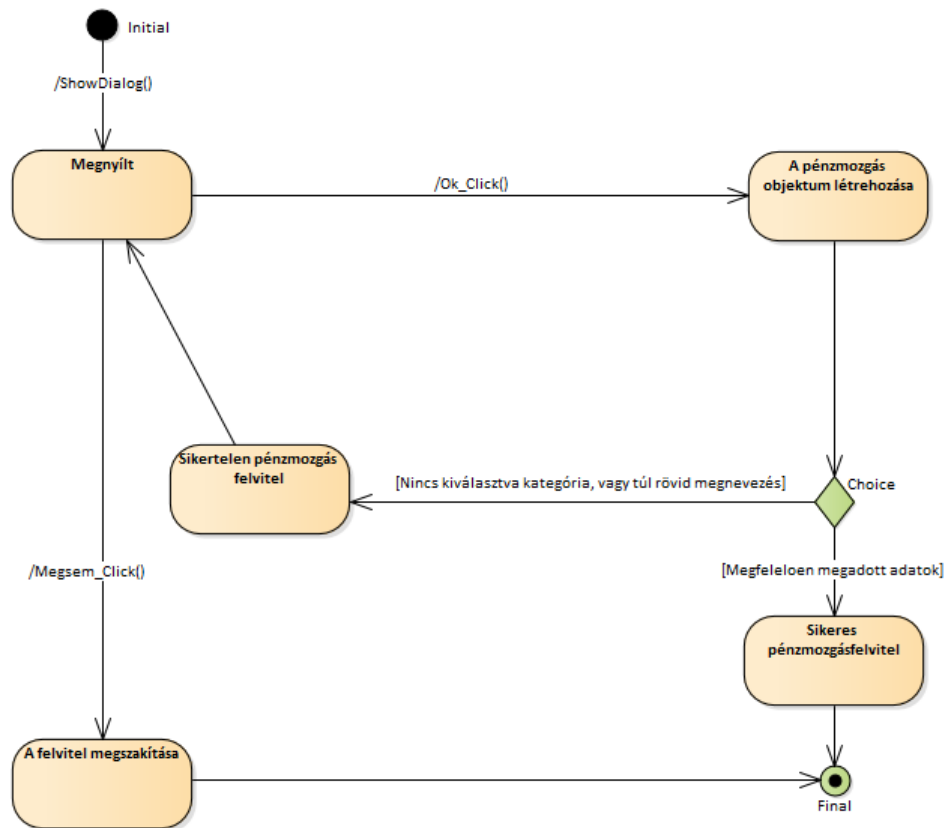 Initial
/ShowDialog()
Megnyílt
/Ok_Click()
A pénzmozgás
objektum létrehozása
Sikertelen pénzmozgás
felvitel
[Nincs kiválasztva kategória, vagy túl rövid megnevezés]
Choice
/Megsem_Click()
[Megfeleloen megadott adatok]
Sikeres
pénzmozgásfelvitel
A felvitel megszakítása
Final